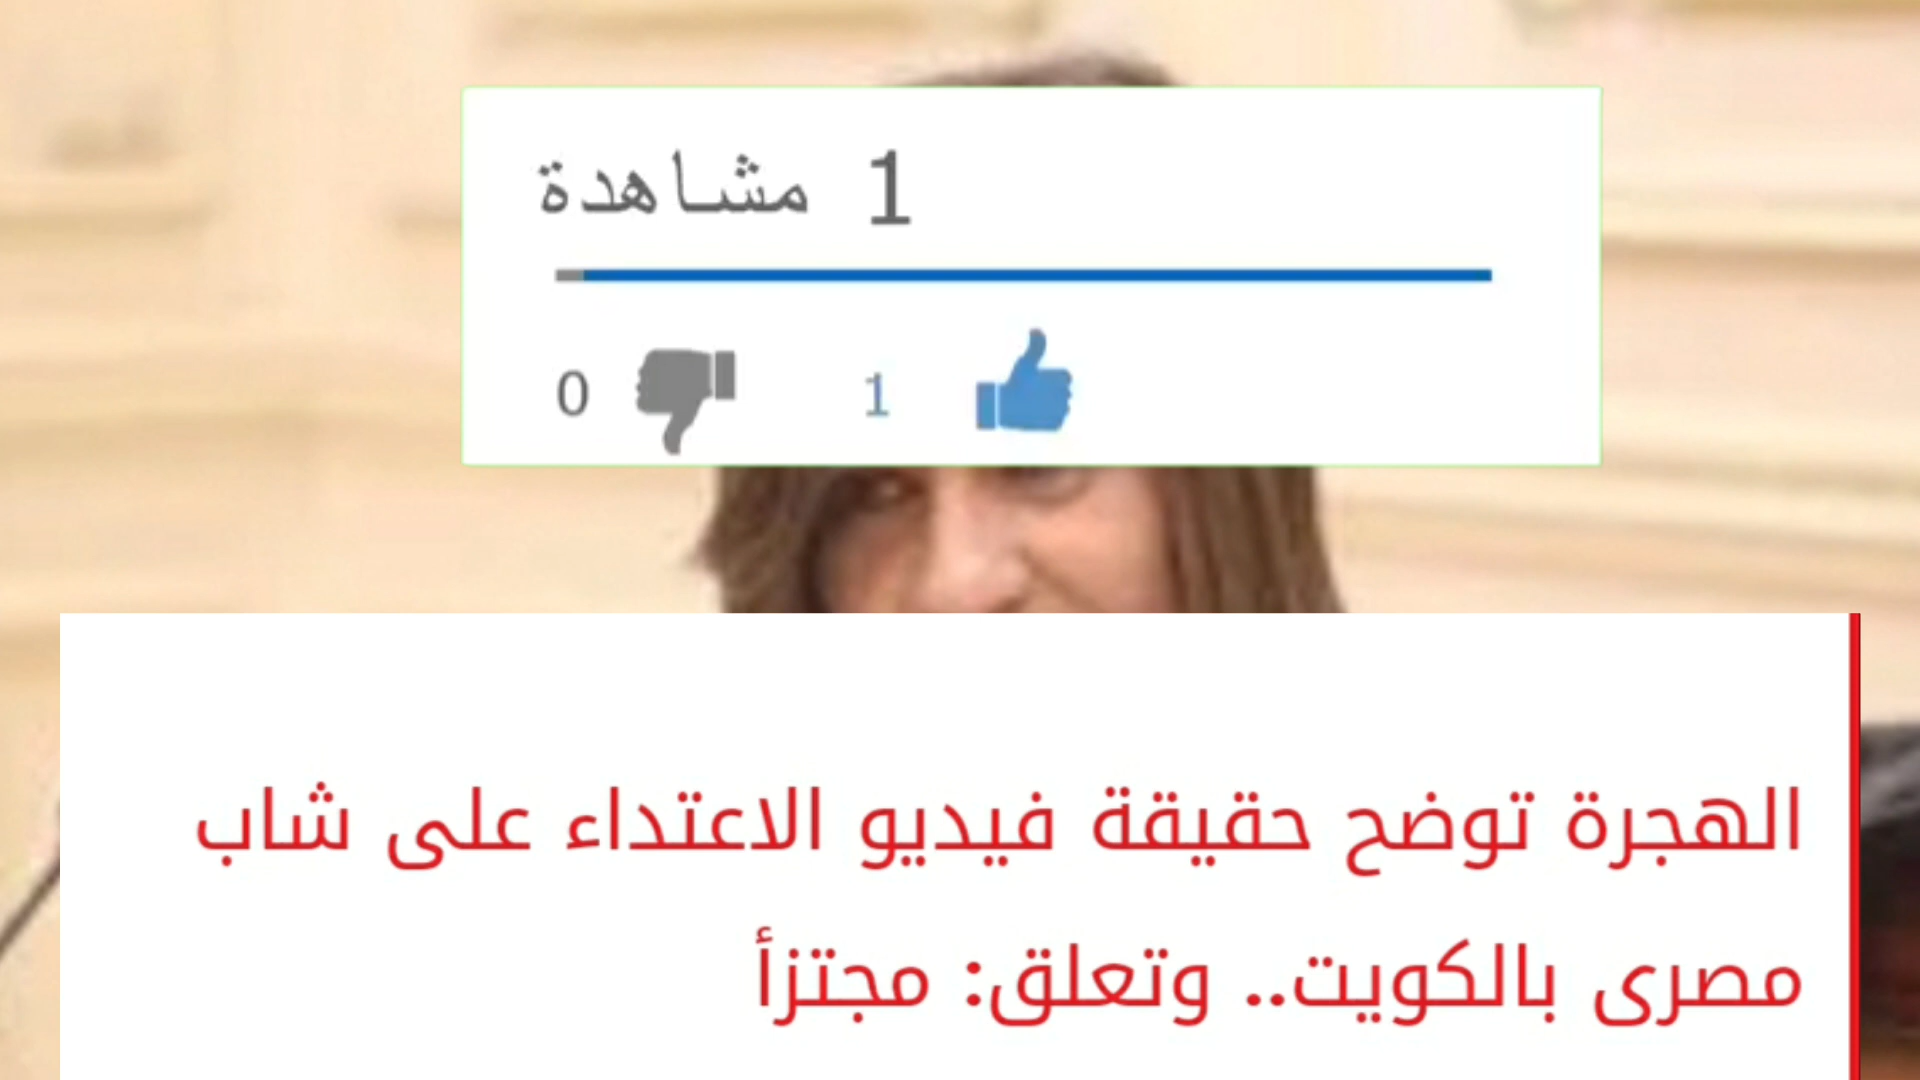 1 مشاهدة
0 1
الهجرة توضح حقيقة فيديو الاعتداء على شاب
مصرى بالكويت.. وتعلق: مجتزأ